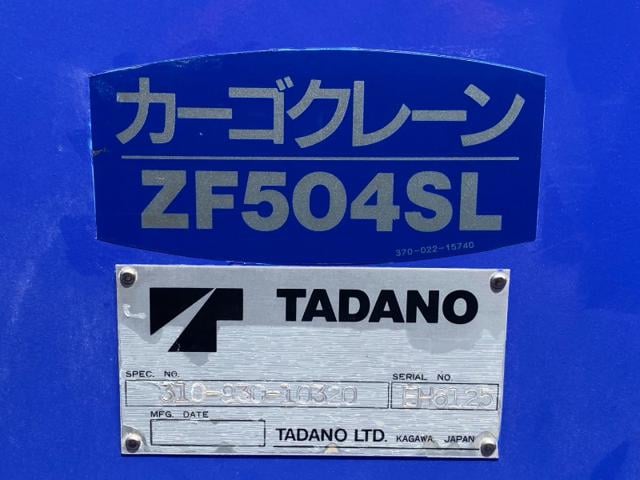 カーゴクレーン
ZF504SL
370-022-15740
TADANO
SPEC. NO. SERIAL NO.
310-93G-10320 EH6125
MFG. DATE
TADANO LTD. KAGAWA, JAPAN